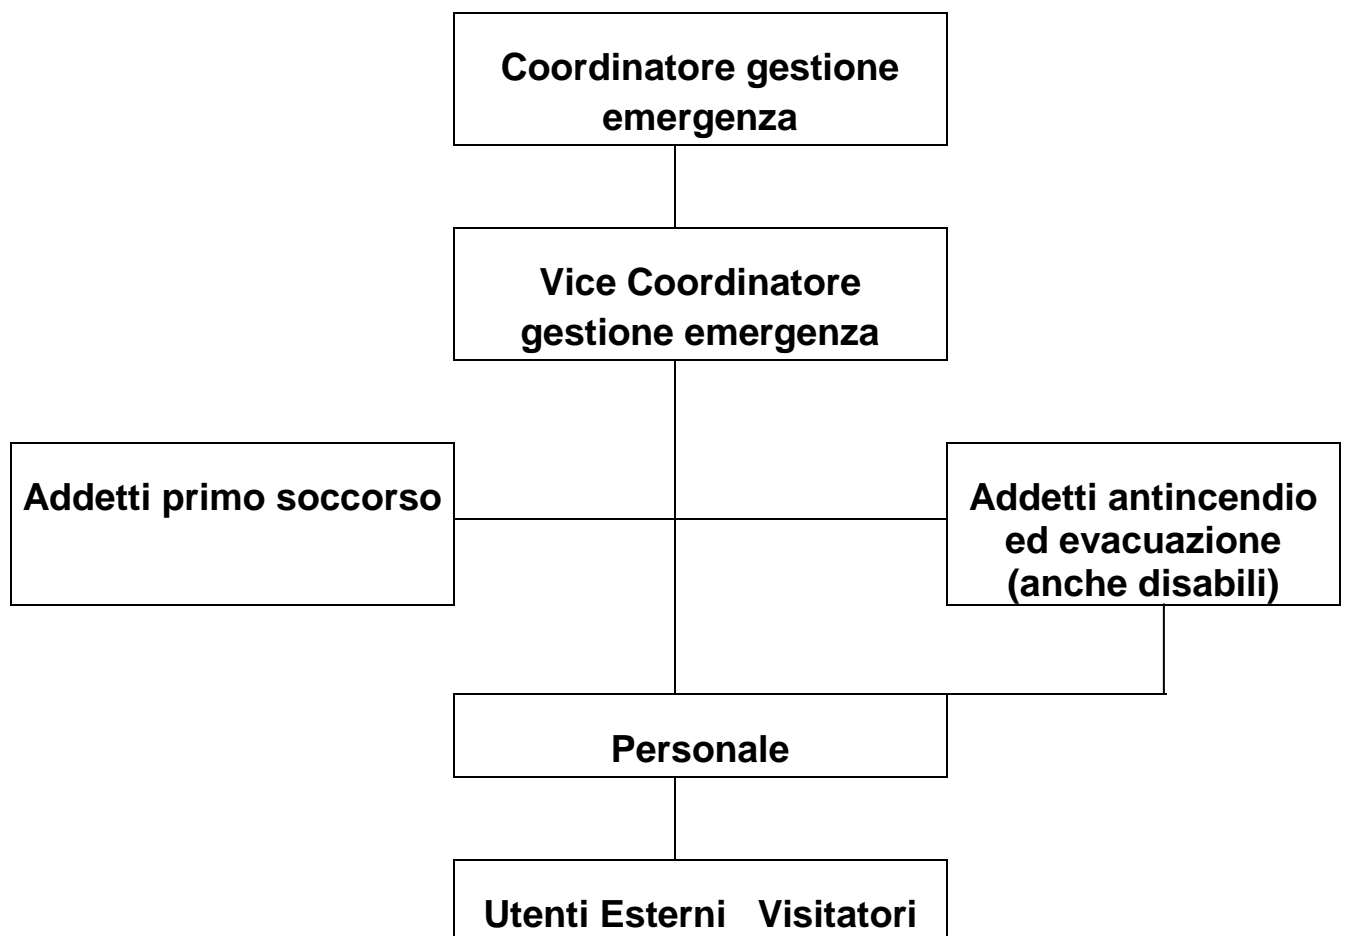 Coordinatore gestione
emergenza
Vice Coordinatore
gestione emergenza
Addetti primo soccorso
Addetti antincendio
ed evacuazione
(anche disabili)
Personale
Utenti Esterni Visitatori